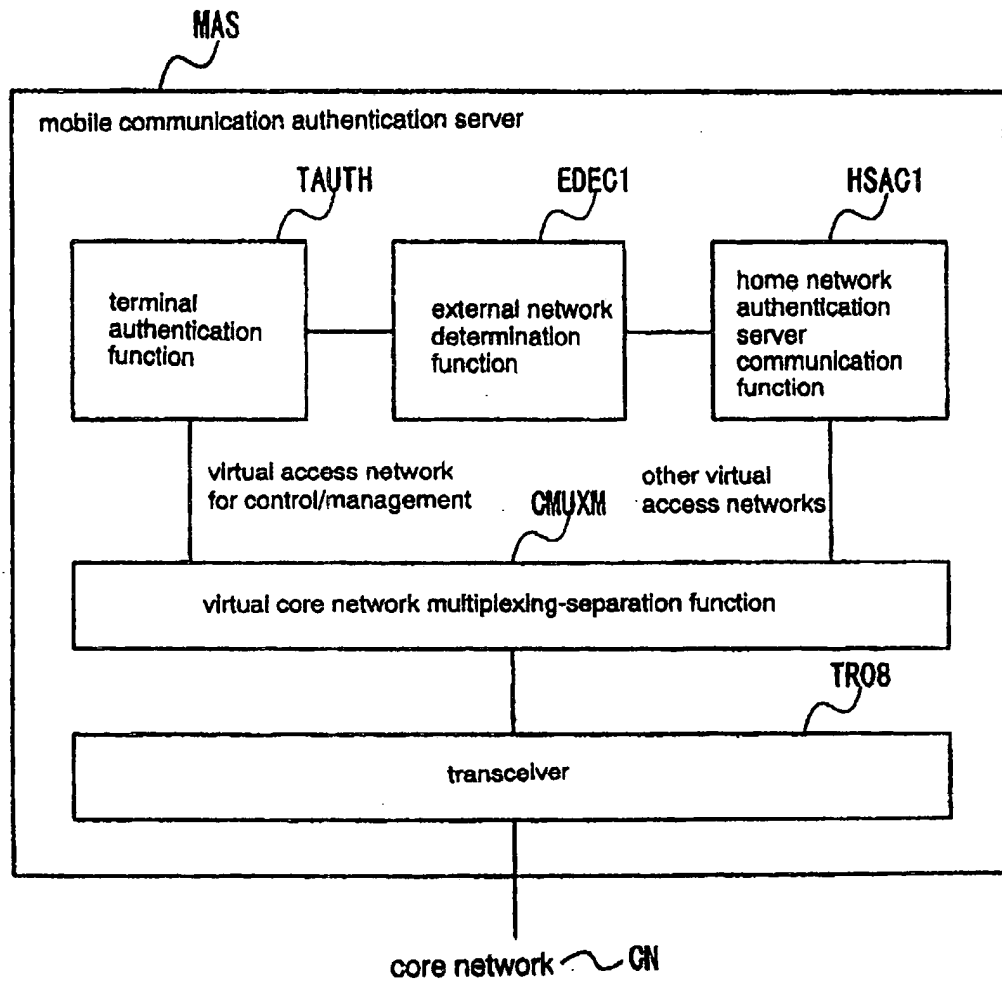 MAS
mobile communication authentication server
TAUTH
EDEC1
HSAC1
terminal
authentication
function
external network
determination
function
home network
authentication
server
communication
function
virtual access network
for control/management
other virtual
access networks
CMUXM
virtual core network multiplexing-separation function
TR08
transceiver
core network
CN